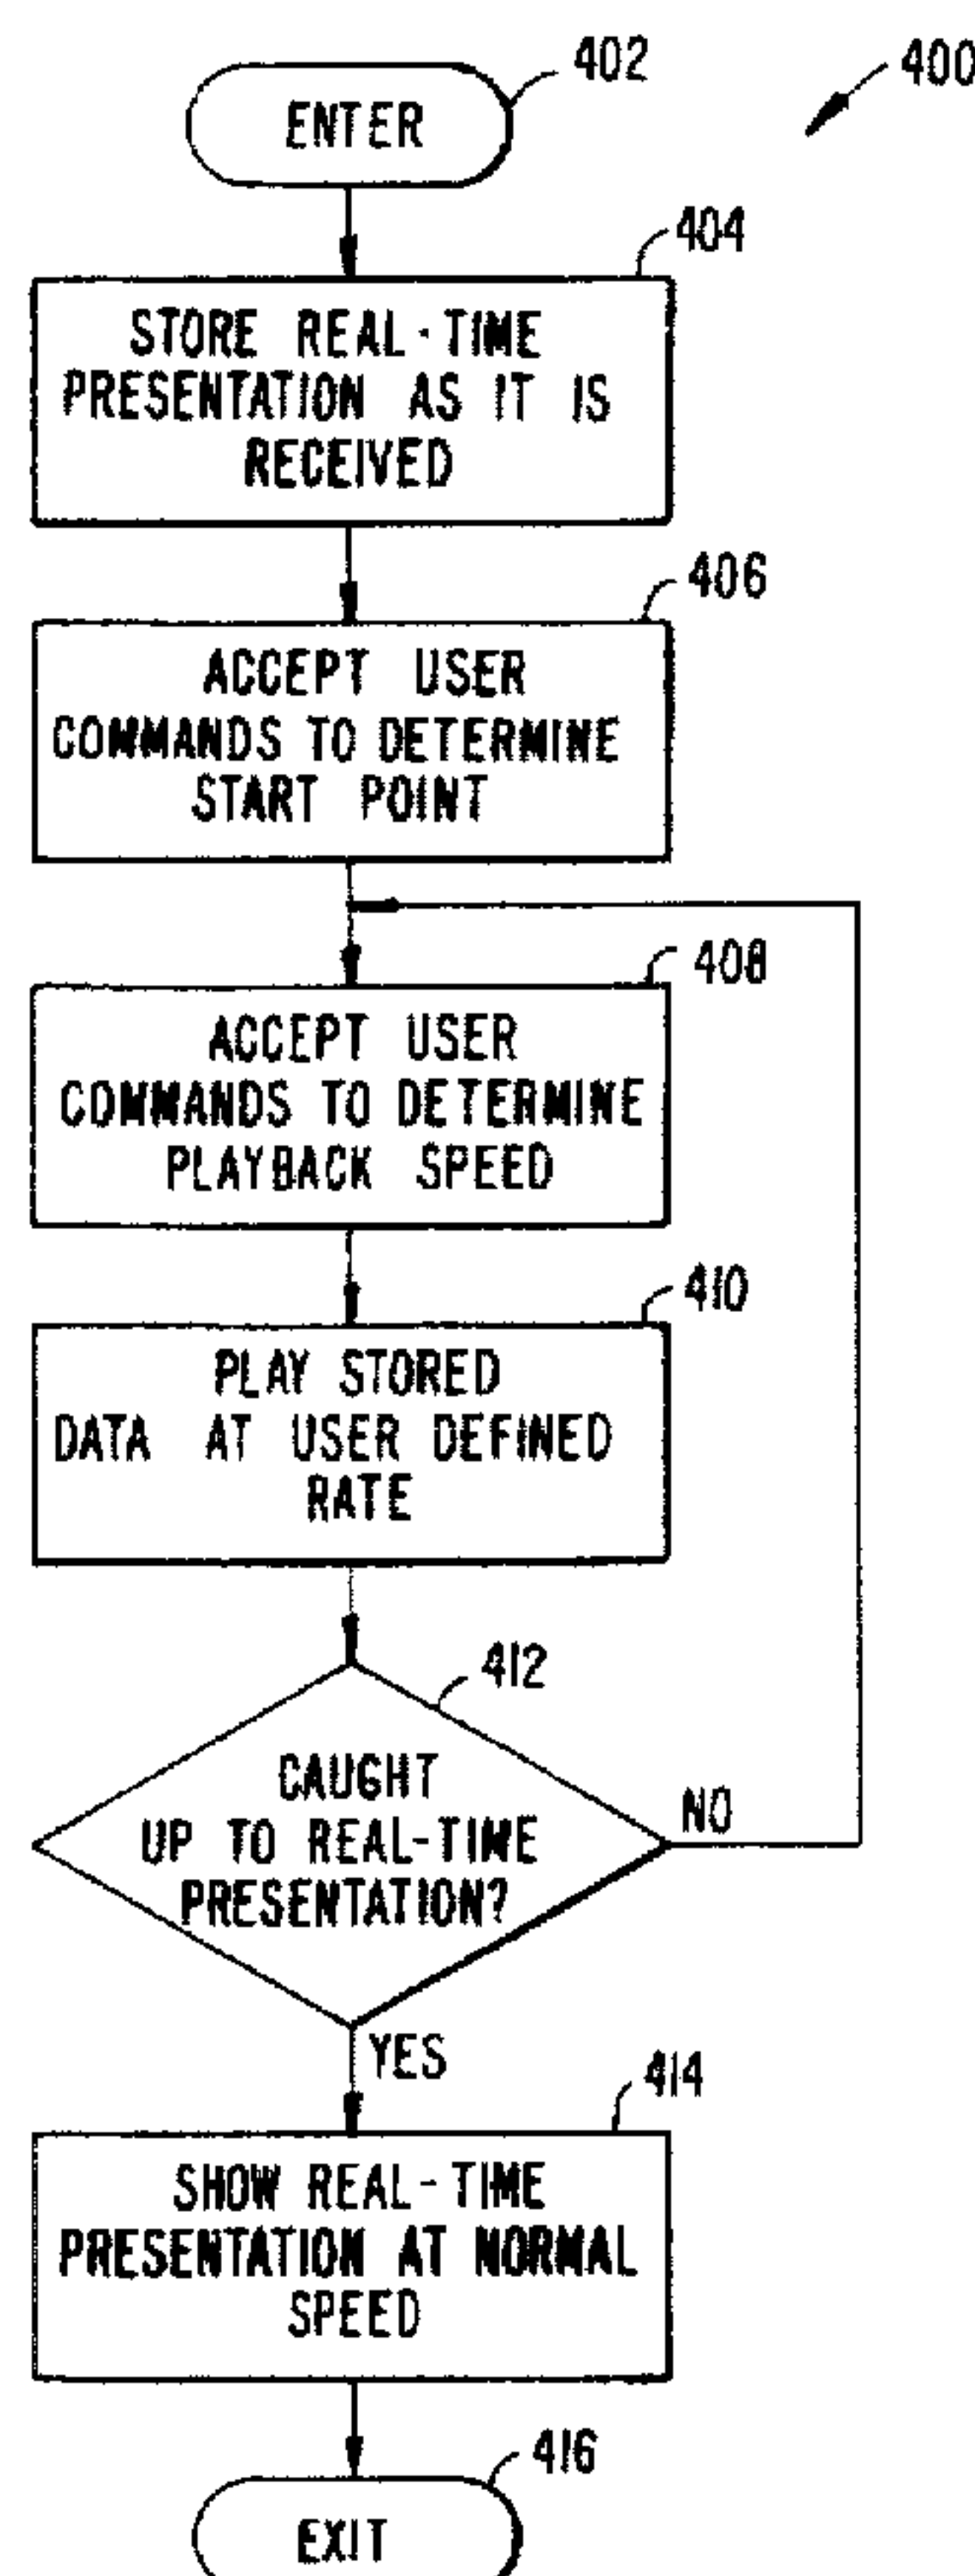 402
400
ENTER
404
STORE REAL-TIME
PRESENTATION AS IT IS
RECEIVED
406
ACCEPT USER
COMMANDS TO DETERMINE
START POINT
408
ACCEPT USER
COMMANDS TO DETERMINE
PLAYBACK SPEED
410
PLAY STORED
DATA AT USER DEFINED
RATE
412
CAUGHT
UP TO REAL-TIME
PRESENTATION?
NO
YES
414
SHOW REAL-TIME
PRESENTATION AT NORMAL
SPEED
416
EXIT